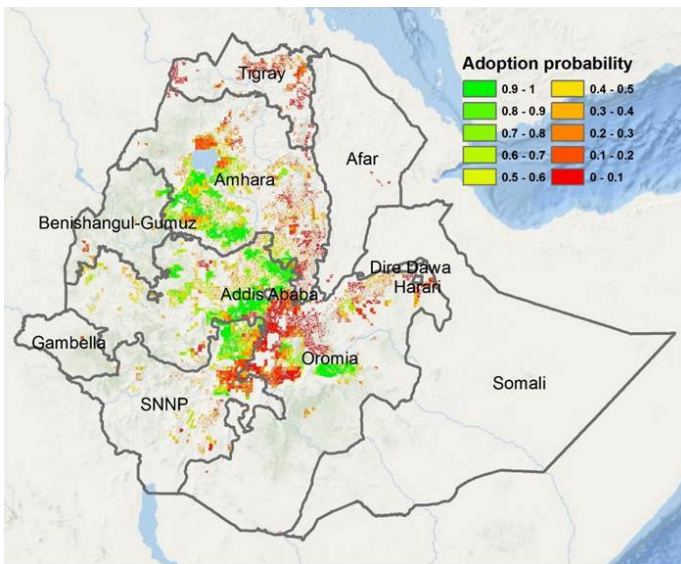 Adoption probability
0.9 - 1 0.4 - 0.5
0.8 - 0.9 0.3 - 0.4
0.7 - 0.8 0.2 - 0.3
0.6 - 0.7 0.1 - 0.2
0.5 - 0.6 0 - 0.1
Tigray
Afar
Amhara
Benishangul-Gumuz
Dire Dawa
Harari
Addis Ababa
Gambella
Oromia
Somali
SNNP